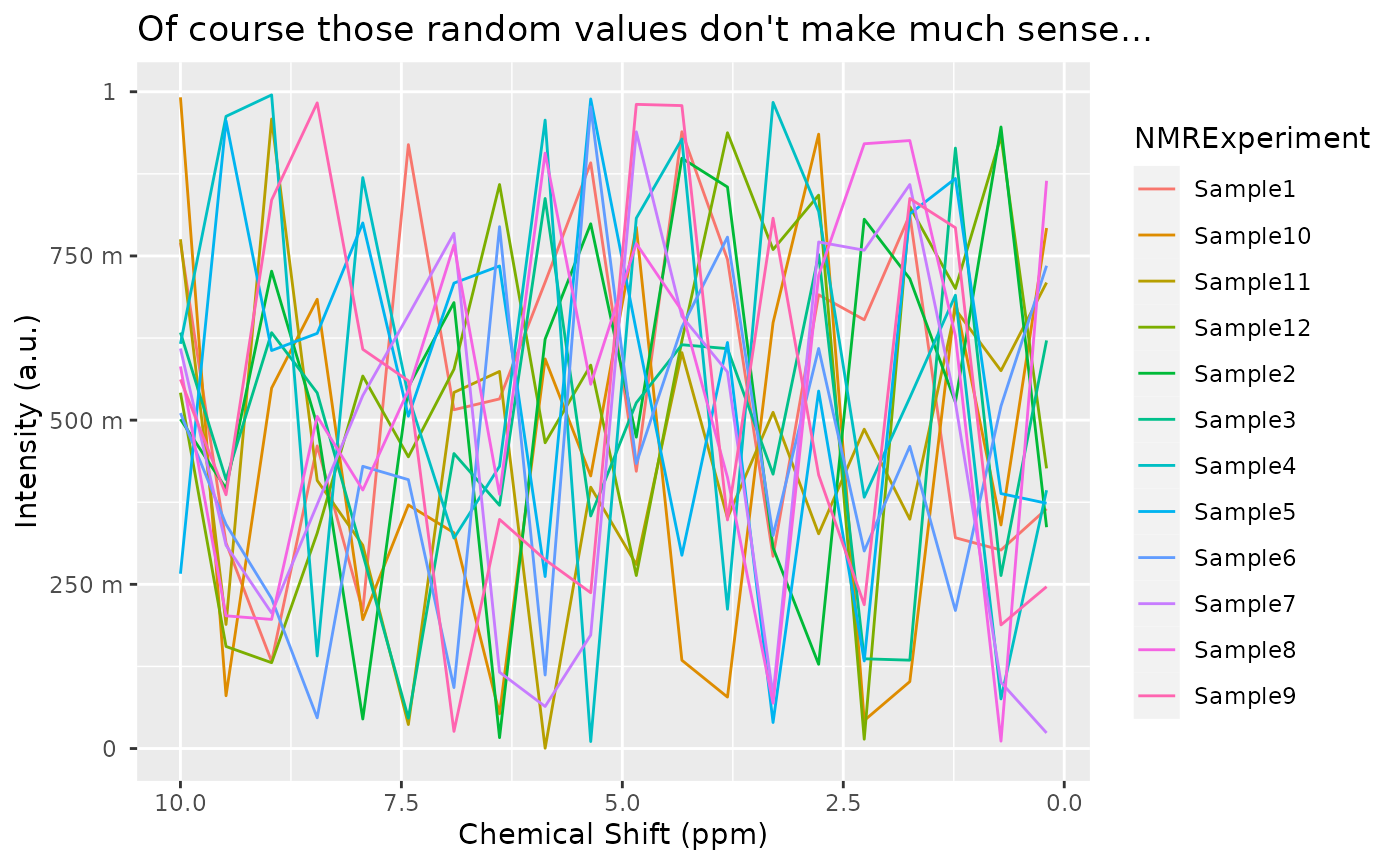 Of course those random values don't make much sense...
1
750 m
500 m
250 m
0
10.0 7.5 5.0 2.5 0.0
Chemical Shift (ppm)
Intensity (a.u.)
NMRExperiment
Sample1
Sample10
Sample11
Sample12
Sample2
Sample3
Sample4
Sample5
Sample6
Sample7
Sample8
Sample9